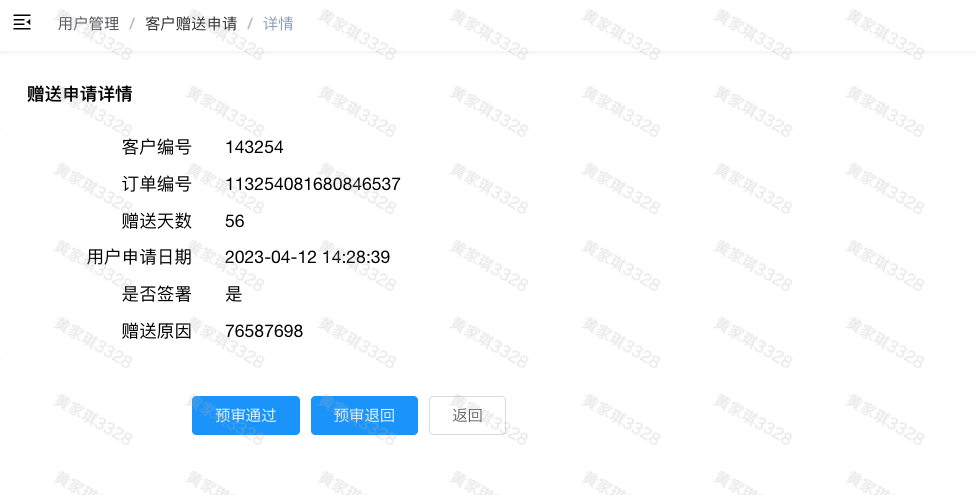 用户管理 / 客户赠送申请 / 详情
赠送申请详情
客户编号 143254
订单编号 113254081680846537
赠送天数 56
用户申请日期 2023-04-12 14:28:39
是否签署 是
赠送原因 76587698
预审通过 预审退回 返回
黄家琪3328